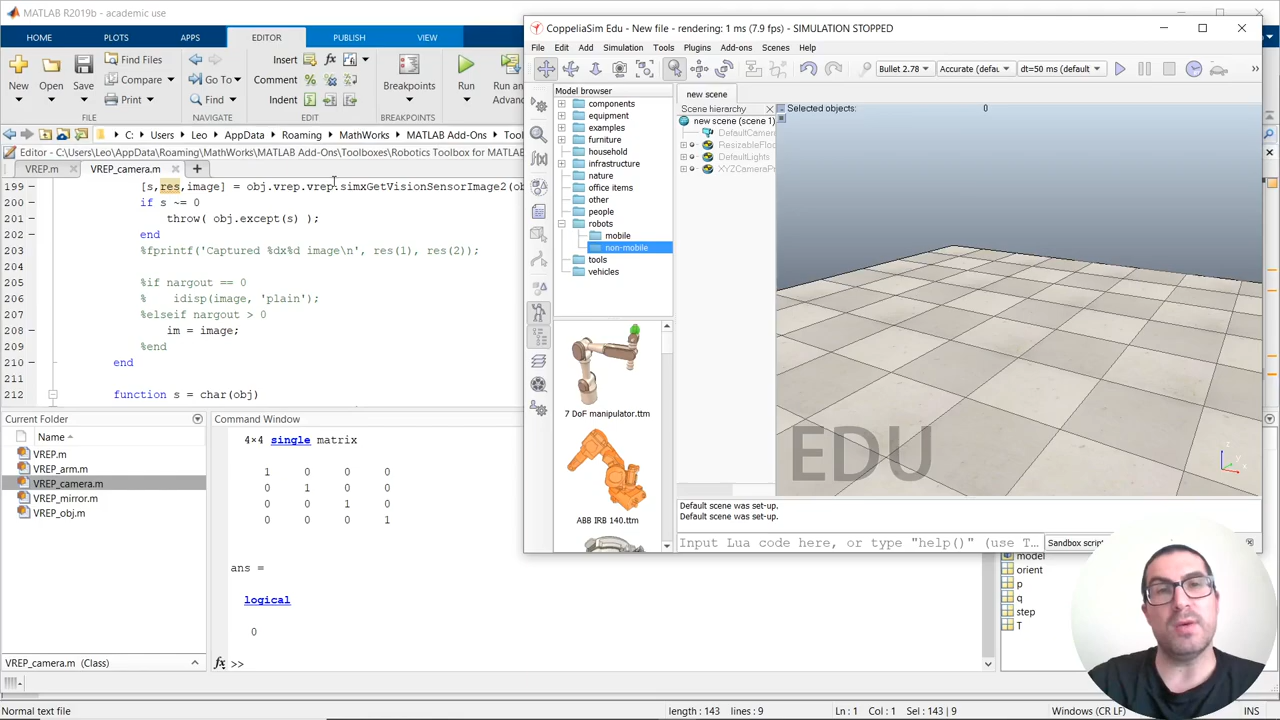 MATLAB R2019b - academic use
HOME
PLOTS
APPS
EDITOR
PUBLISH
VIEW
New
Open
Save
Find Files
Compare
Print
Go To
Find
Insert
Comment
Indent
Breakpoints
Run
Run and
Advan
FILE
NAVIGATE
EDIT
BREAKPOINTS
C: Users Leo AppData Roaming MathWorks MATLAB Add-Ons Tool
Editor - C:\Users\Leo\AppData\Roaming\MathWorks\MATLAB Add-Ons\Toolboxes\Robotics Toolbox for MATL
VREP.m
VREP_camera.m
199 [s,res,image] = obj.vrep.vrep.simxGetVisionSensorImage2(ob
200 if s ~= 0
201 throw( obj.except(s) );
202 end
203 %fprintf('Captured %dx%d image\n', res(1), res(2));
204
205 %if nargout == 0
206 % idisp(image, 'plain');
207 %elseif nargout > 0
208 im = image;
209 %end
210 end
211
212 function s = char(obj)
Current Folder
Name
VREP.m
VREP_arm.m
VREP_camera.m
VREP_mirror.m
VREP_obj.m
VREP_camera.m (Class)
Command Window
4×4 single matrix
1 0 0 0
0 1 0 0
0 0 1 0
0 0 0 1
ans =
logical
0
fx >>
CoppeliaSim Edu - New file - rendering: 1 ms (7.9 fps) - SIMULATION STOPPED
File Edit Add Simulation Tools Plugins Add-ons Scenes Help
Bullet 2.78
Accurate (defau
dt=50 ms (default
Model browser
components
equipment
examples
furniture
household
infrastructure
nature
office items
other
people
robots
mobile
non-mobile
tools
vehicles
7 DoF manipulator.ttm
ABB IRB 140.ttm
new scene
Scene hierarchy
new scene (scene 1)
DefaultCamer
ResizableFloo
DefaultLights
XYZCameraPr
Selected objects: 0
EDU
Default scene was set-up.
Default scene was set-up.
Input Lua code here, or type "help()" (use T...
Sandbox script
model
orient
p
q
step
T
Normal text file
length : 143 lines : 9
Ln : 1 Col : 1 Sel : 143 | 9
Windows (CR LF)
INS